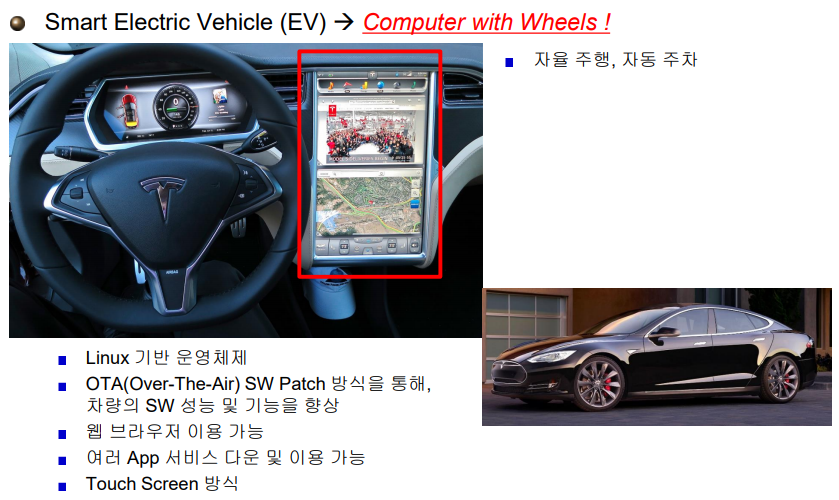 Smart Electric Vehicle (EV) → Computer with Wheels !
자율 주행, 자동 주차
Linux 기반 운영체제
OTA(Over-The-Air) SW Patch 방식을 통해,
차량의 SW 성능 및 기능을 향상
웹 브라우저 이용 가능
여러 App 서비스 다운 및 이용 가능
Touch Screen 방식